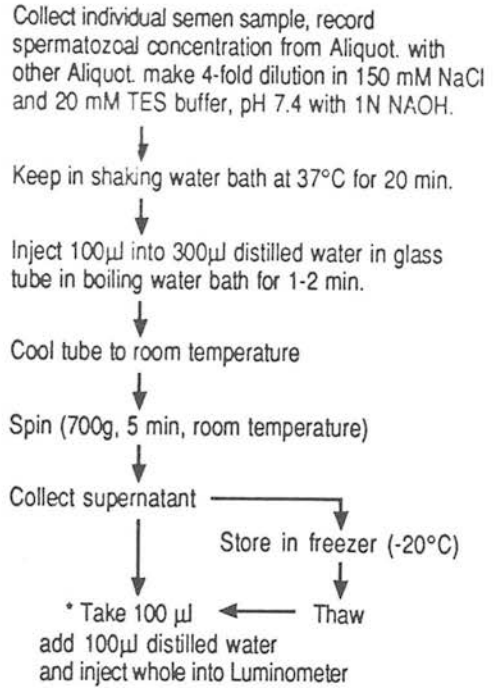 Collect individual semen sample, record
spermatozoal concentration from Aliquot. with
other Aliquot. make 4-fold dilution in 150 mM NaCl
and 20 mM TES buffer, pH 7.4 with 1N NAOH.
Keep in shaking water bath at 37°C for 20 min.
Inject 100µl into 300µl distilled water in glass
tube in boiling water bath for 1-2 min.
Cool tube to room temperature
Spin (700g, 5 min, room temperature)
Collect supernatant
Store in freezer (-20°C)
* Take 100 µl
Thaw
add 100µl distilled water
and inject whole into Luminometer